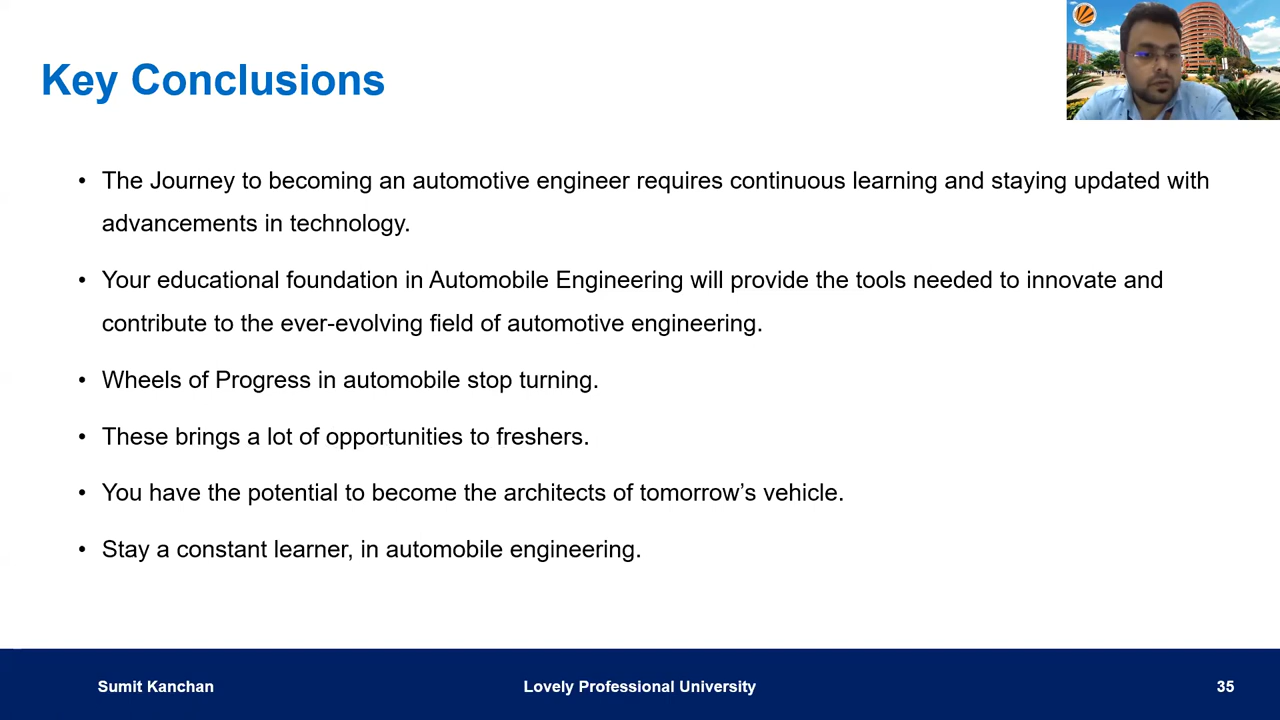 Key Conclusions
• The Journey to becoming an automotive engineer requires continuous learning and staying updated with
advancements in technology.
• Your educational foundation in Automobile Engineering will provide the tools needed to innovate and
contribute to the ever-evolving field of automotive engineering.
• Wheels of Progress in automobile stop turning.
• These brings a lot of opportunities to freshers.
• You have the potential to become the architects of tomorrow’s vehicle.
• Stay a constant learner, in automobile engineering.
Sumit Kanchan
Lovely Professional University
35